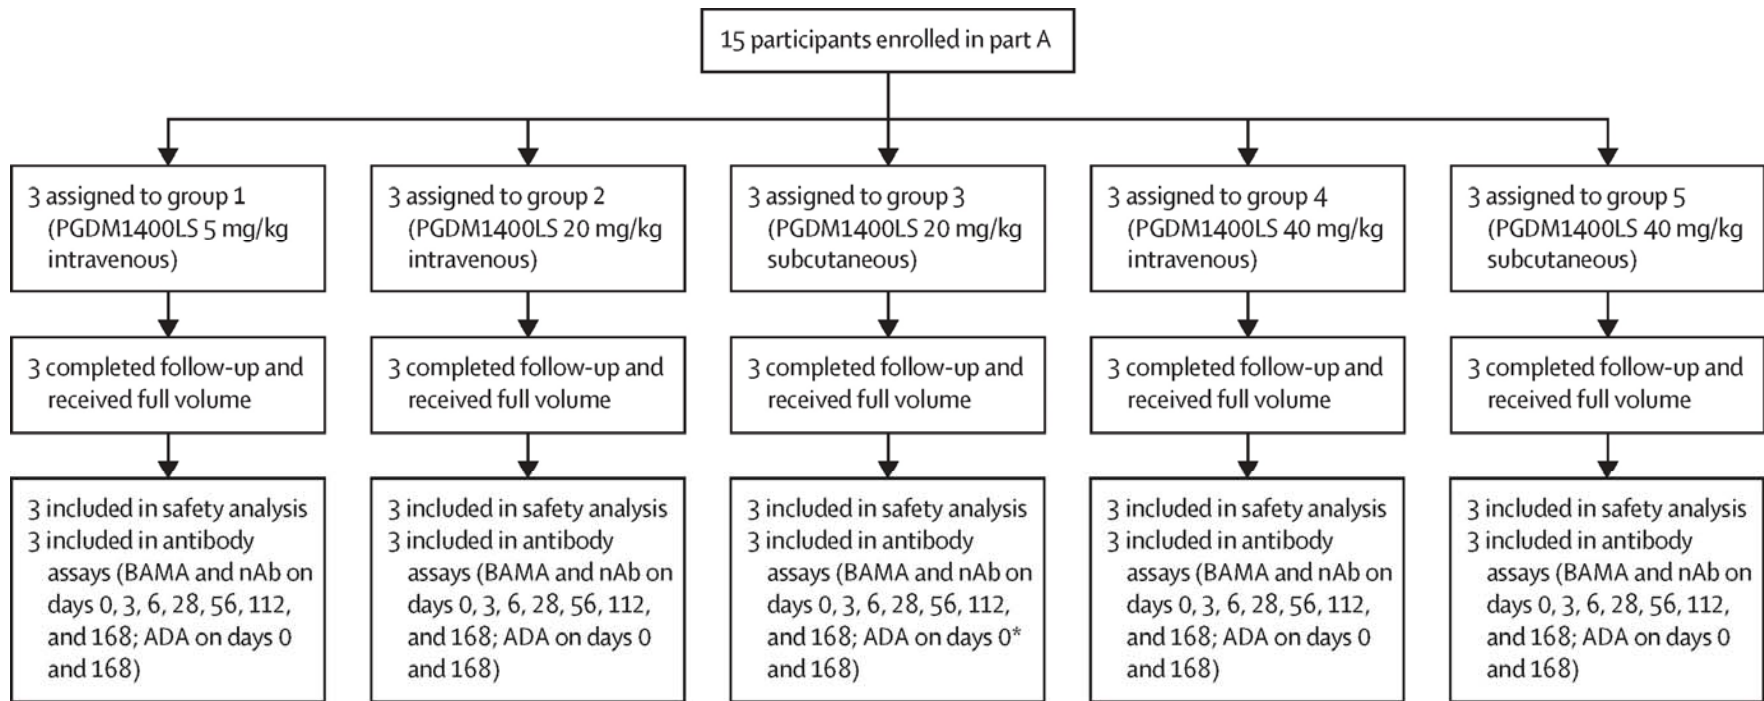 15 participants enrolled in part A
3 assigned to group 1
(PGDM1400LS 5 mg/kg
intravenous)
3 assigned to group 2
(PGDM1400LS 20 mg/kg
intravenous)
3 assigned to group 3
(PGDM1400LS 20 mg/kg
subcutaneous)
3 assigned to group 4
(PGDM1400LS 40 mg/kg
intravenous)
3 assigned to group 5
(PGDM1400LS 40 mg/kg
subcutaneous)
3 completed follow-up and
received full volume
3 completed follow-up and
received full volume
3 completed follow-up and
received full volume
3 completed follow-up and
received full volume
3 completed follow-up and
received full volume
3 included in safety analysis
3 included in antibody
assays (BAMA and nAb on
days 0, 3, 6, 28, 56, 112,
and 168; ADA on days 0
and 168)
3 included in safety analysis
3 included in antibody
assays (BAMA and nAb on
days 0, 3, 6, 28, 56, 112,
and 168; ADA on days 0
and 168)
3 included in safety analysis
3 included in antibody
assays (BAMA and nAb on
days 0, 3, 6, 28, 56, 112,
and 168; ADA on days 0*
and 168)
3 included in safety analysis
3 included in antibody
assays (BAMA and nAb on
days 0, 3, 6, 28, 56, 112,
and 168; ADA on days 0
and 168)
3 included in safety analysis
3 included in antibody
assays (BAMA and nAb on
days 0, 3, 6, 28, 56, 112,
and 168; ADA on days 0
and 168)